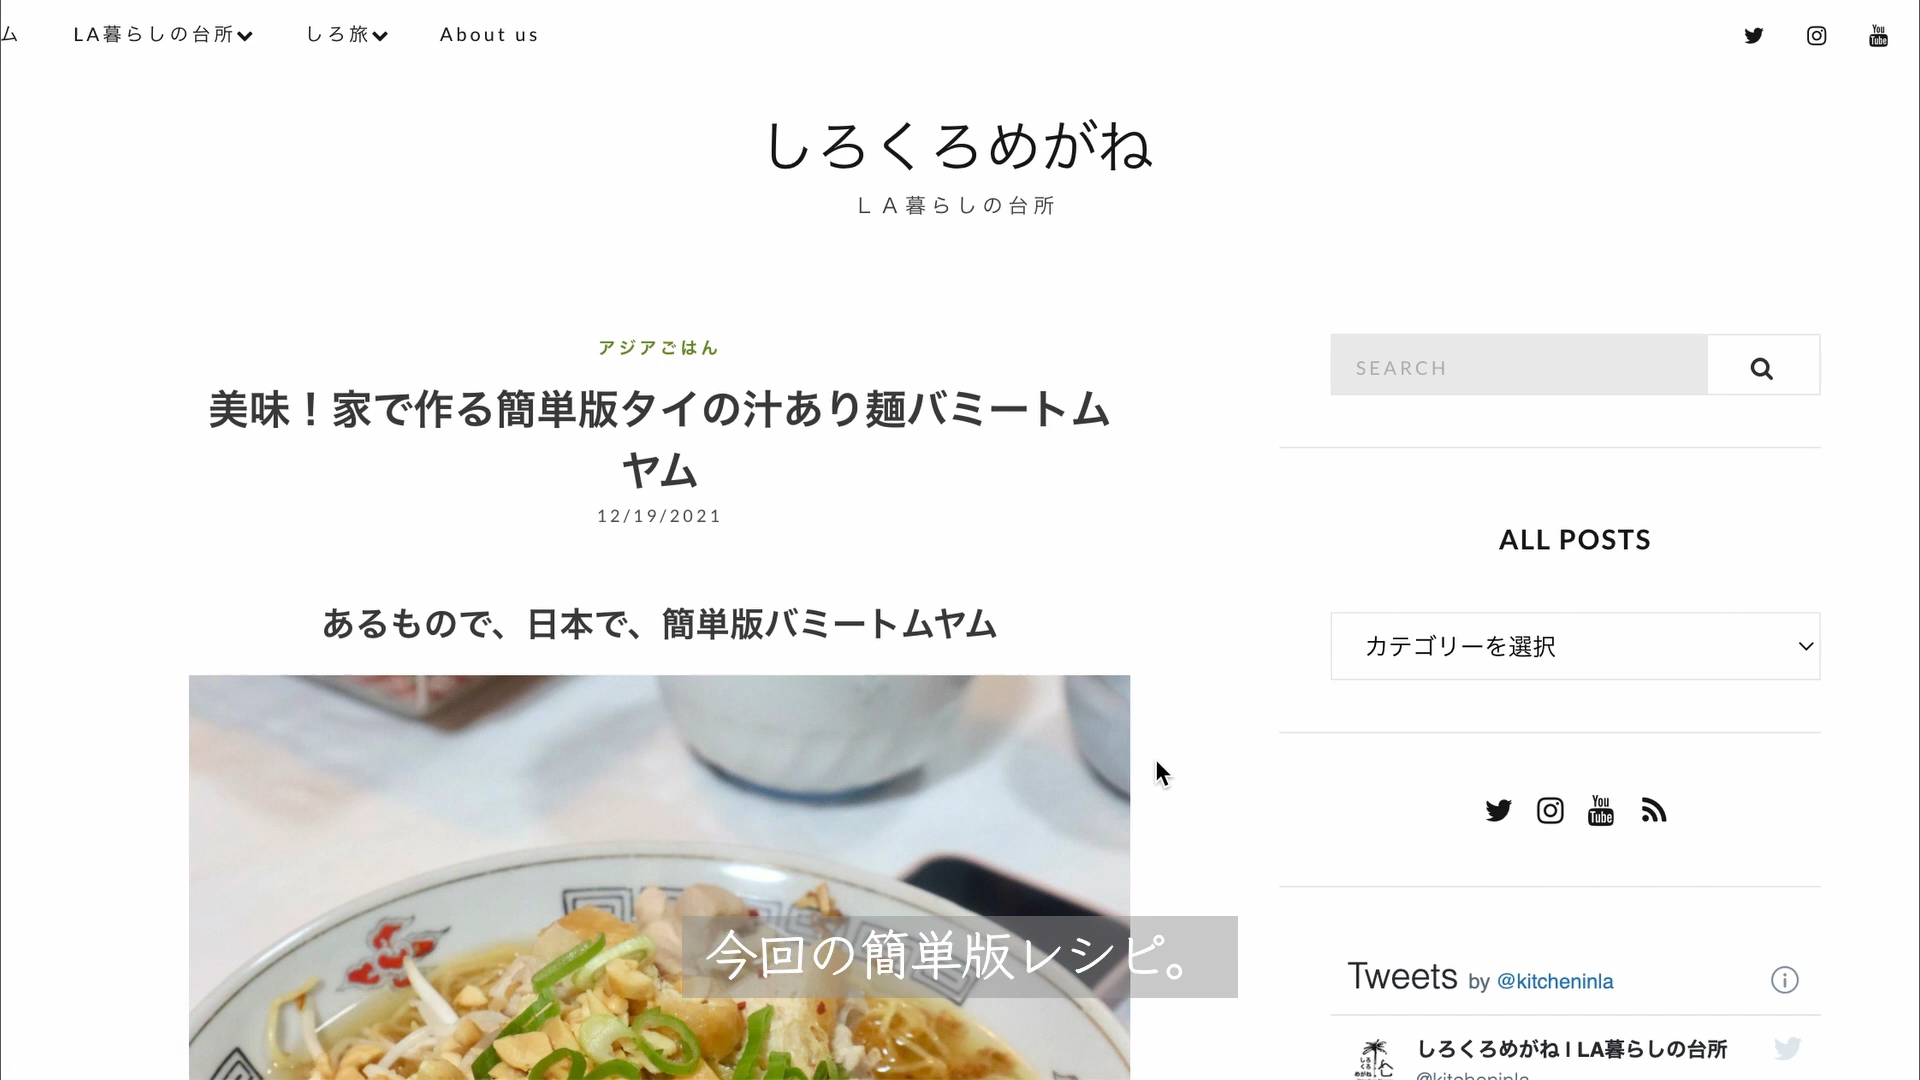 ム LA暮らしの台所 しろ旅 About us
You Tube
しろくろめがね
LA暮らしの台所
アジアごはん
美味！家で作る簡単版タイの汁あり麺バミートム
ヤム
12/19/2021
あるもので、日本で、簡単版バミートムヤム
今回の簡単版レシピ。
SEARCH
ALL POSTS
カテゴリーを選択
You Tube
Tweets by @kitcheninla
しろくろめがね I LA暮らしの台所
@kitcheninla